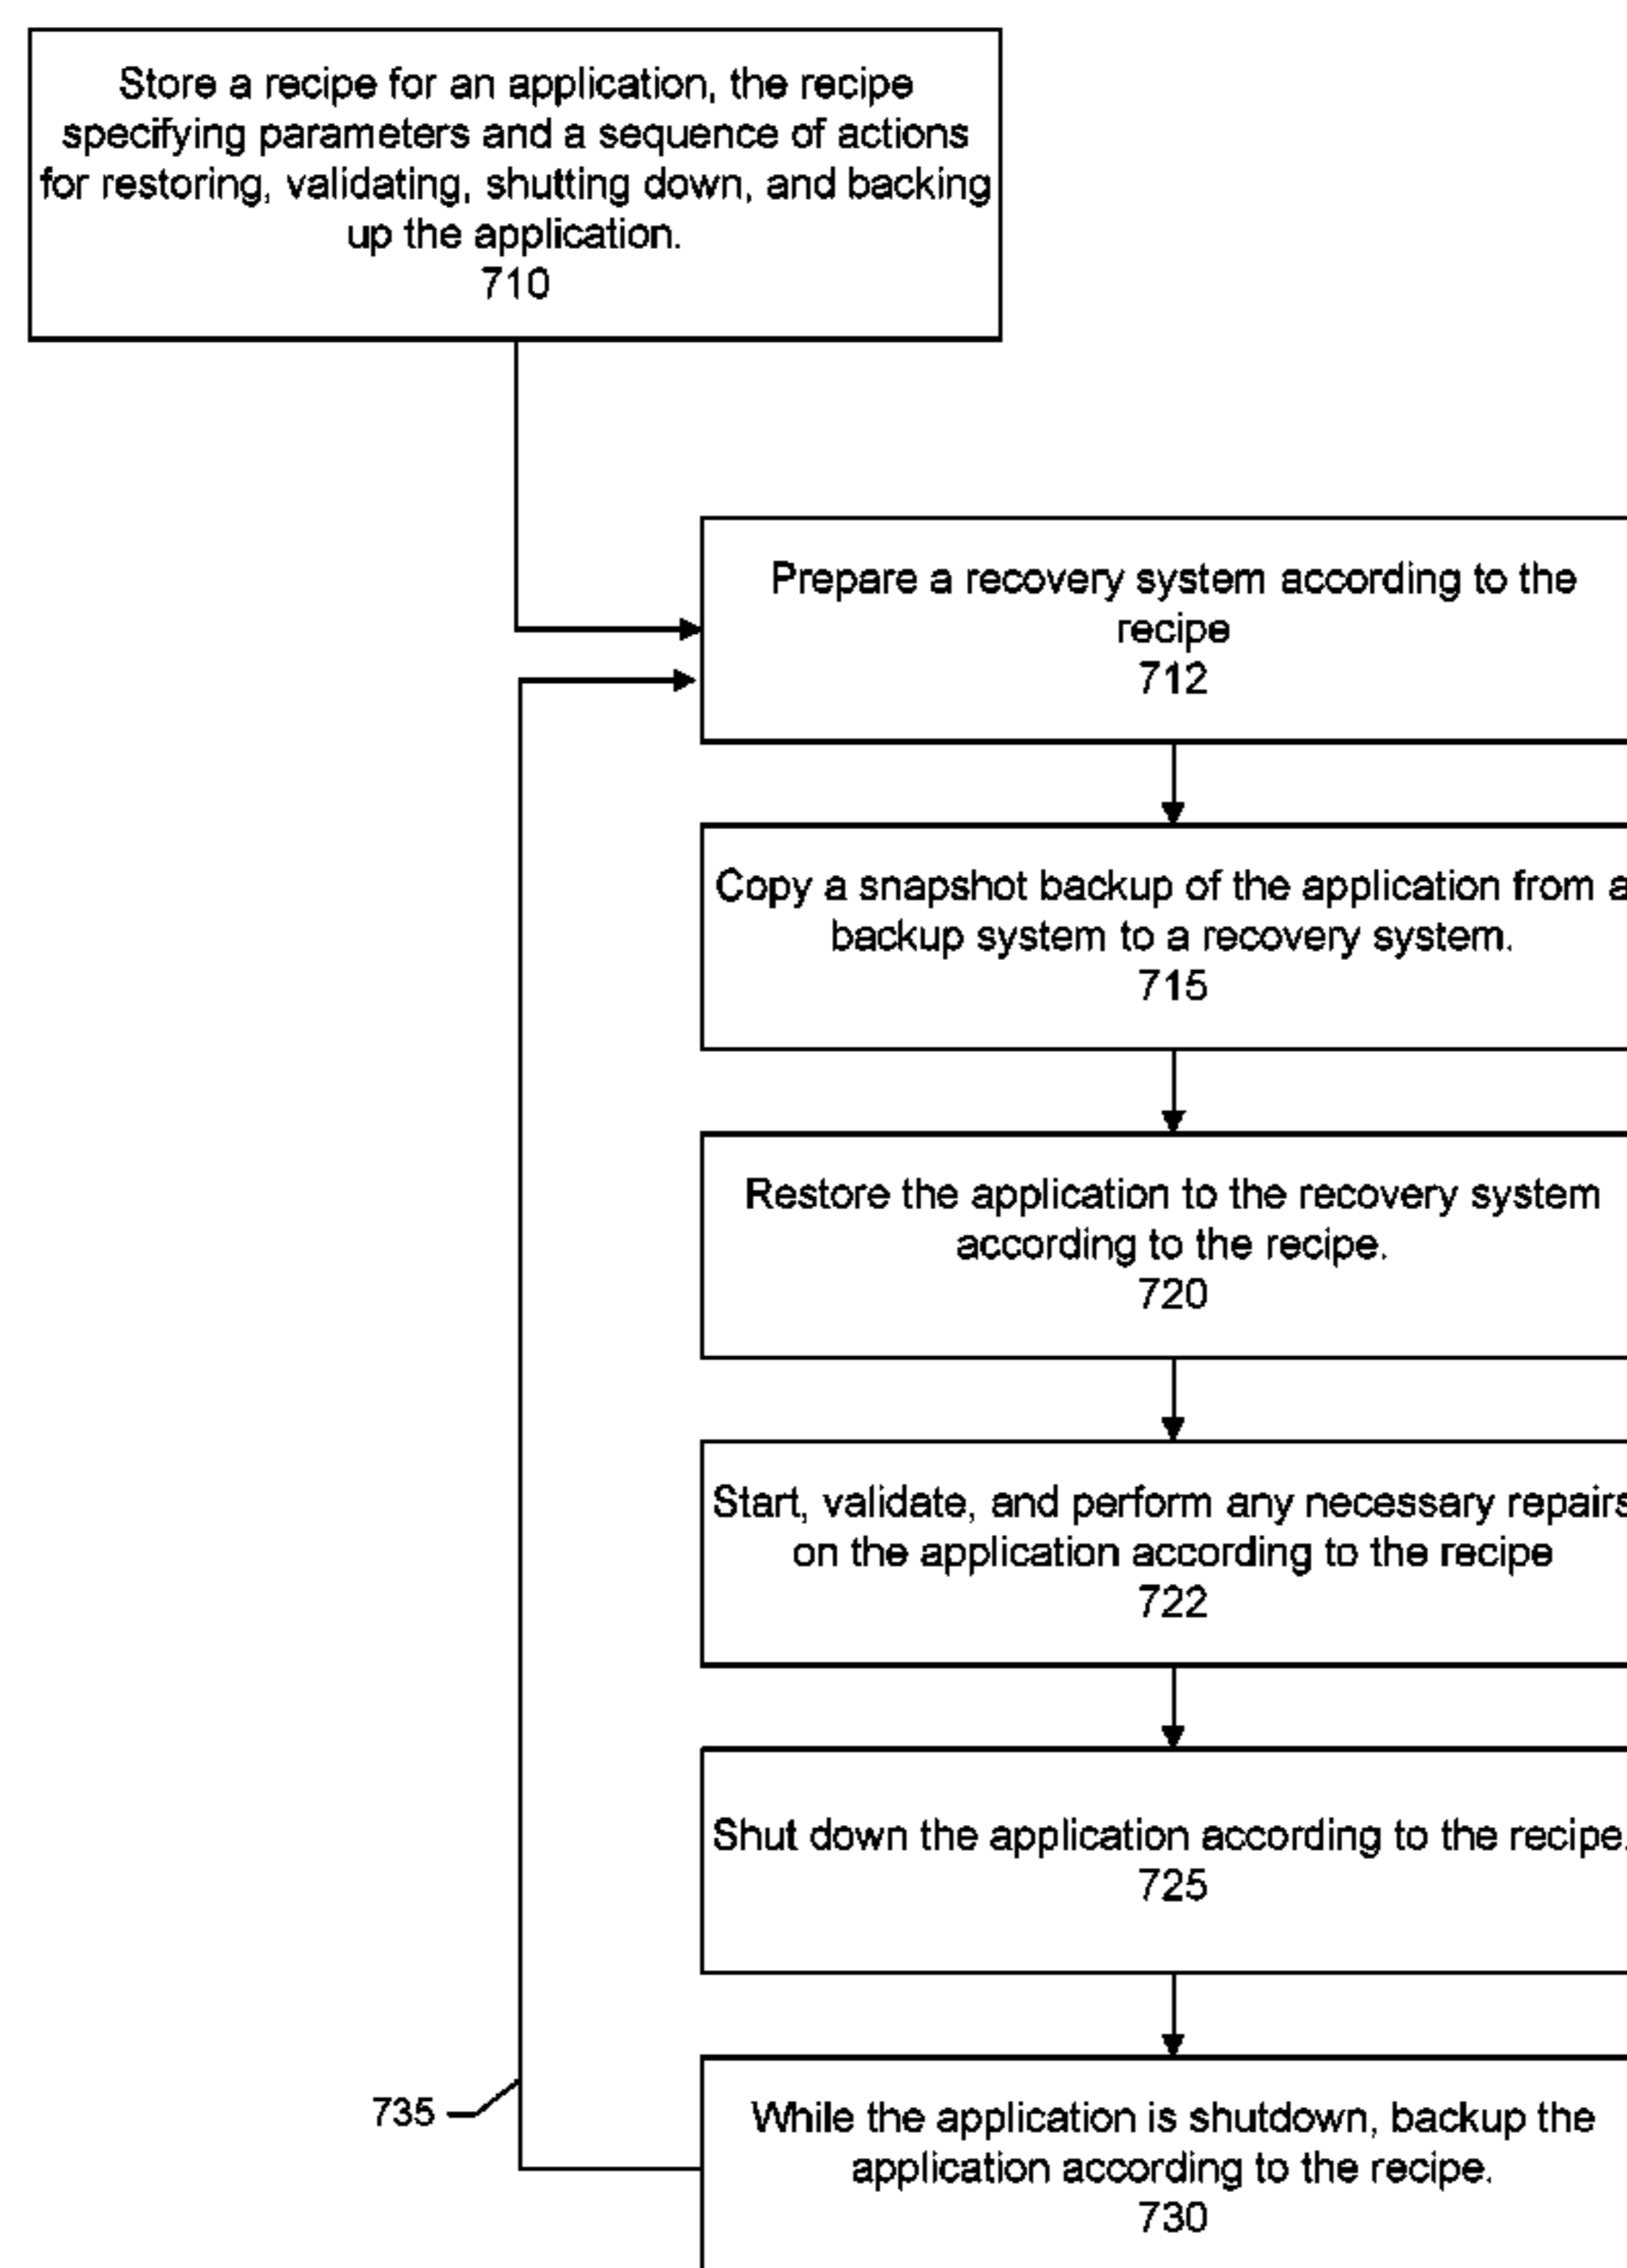 Store a recipe for an application, the recipe
specifying parameters and a sequence of actions
for restoring, validating, shutting down, and backing
up the application.
710
Prepare a recovery system according to the
recipe
712
Copy a snapshot backup of the application from a
backup system to a recovery system.
715
Restore the application to the recovery system
according to the recipe.
720
Start, validate, and perform any necessary repairs
on the application according to the recipe
722
Shut down the application according to the recipe.
725
735
While the application is shutdown, backup the
application according to the recipe.
730